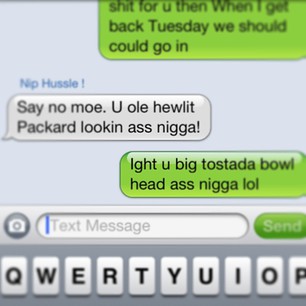 shit for u then When I get
back Tuesday we should
could go in
Nip Hussle !
Say no moe. U ole hewlit
Packard lookin ass nigga!
Ight u big tostada bowl
head ass nigga lol
Text Message
Send
Q W E R T Y U I O P